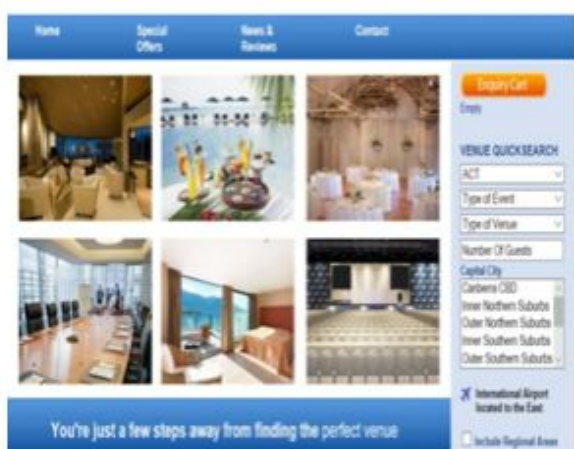 Home
Special
Offers
News &
Reviews
Contact
Enquiry Cart
Empty
VENUE QUICKSEARCH
ACT
Type of Event
Type of Venue
Number Of Guests
Capital City
Canberra CBD
Inner Northern Suburbs
Outer Northern Suburbs
Inner Southern Suburbs
Outer Southern Suburbs
International Airport
located to the East
Include Regional Areas
You're just a few steps away from finding the perfect venue